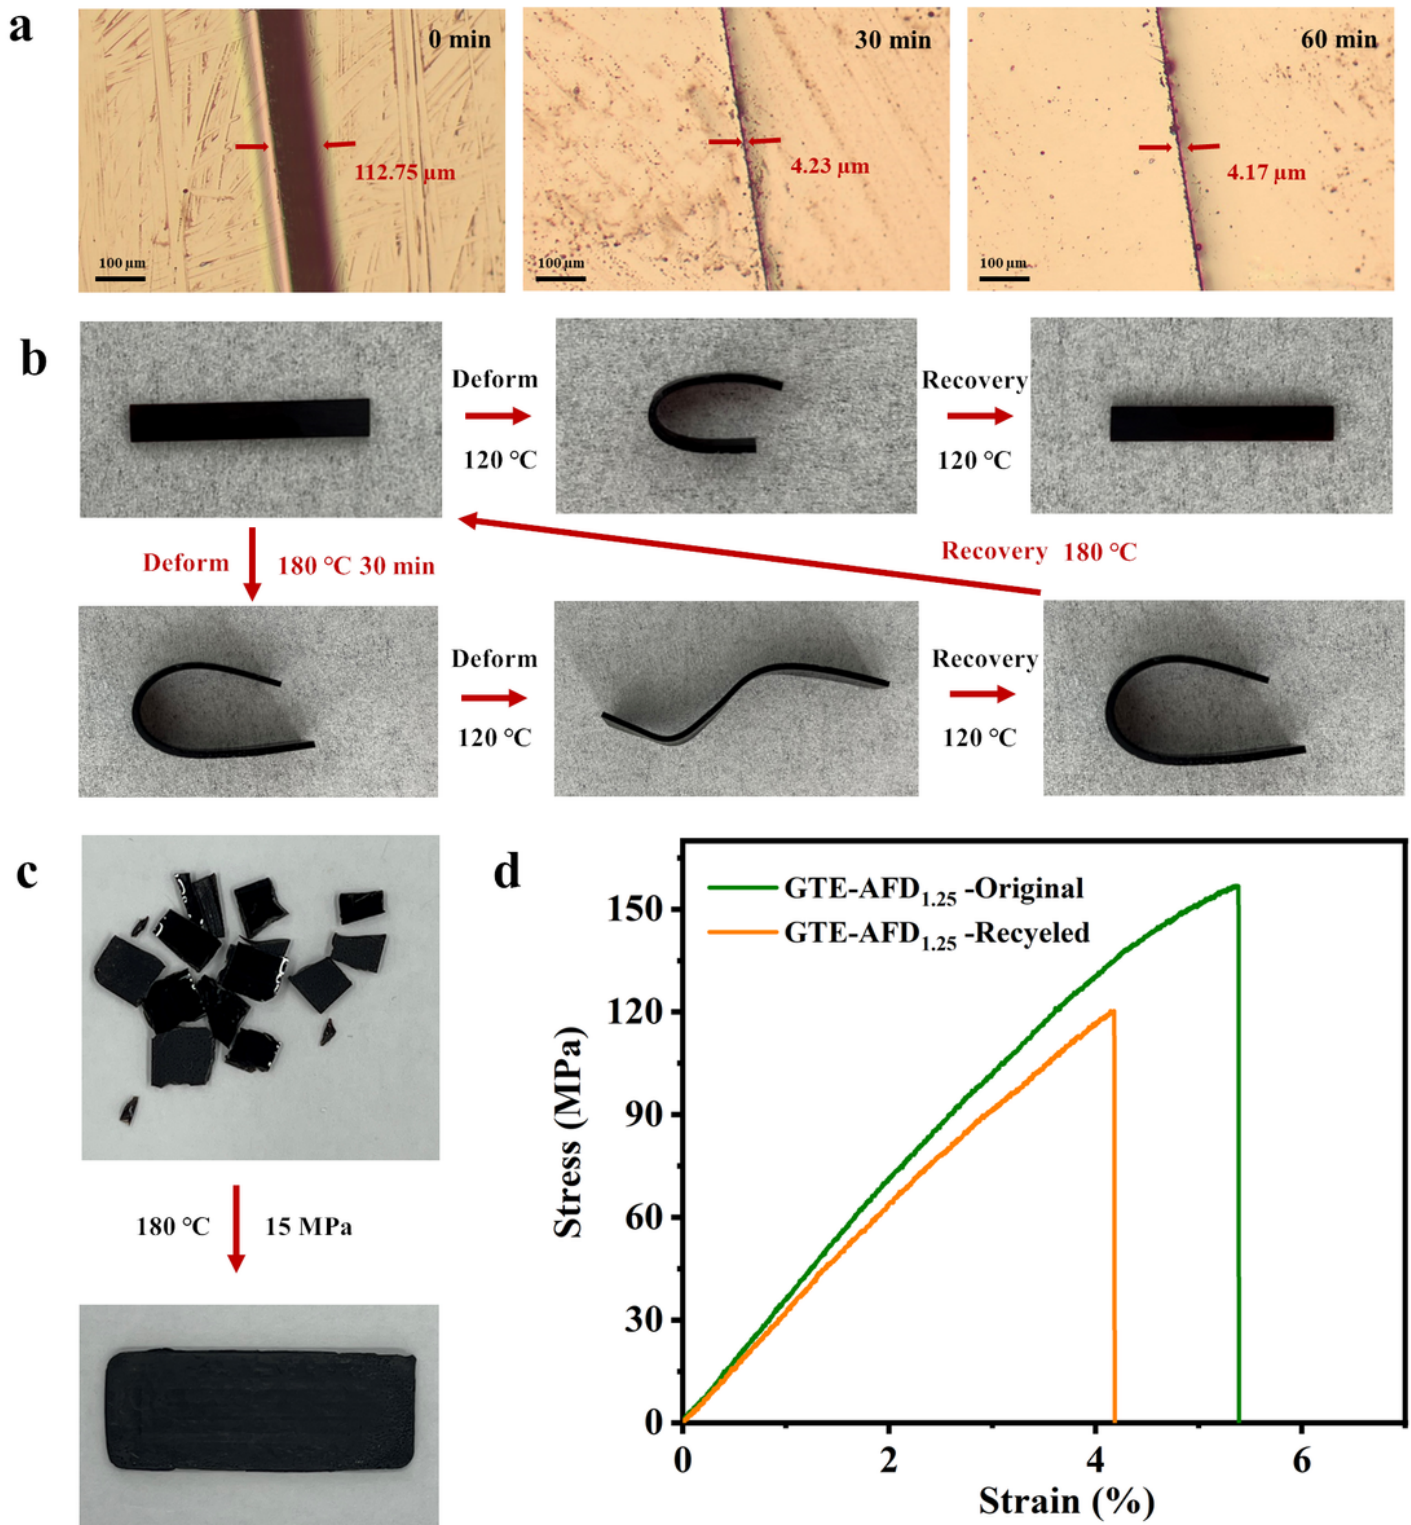 a
0 min
30 min
60 min
112.75 μm
4.23 μm
4.17 μm
100 μm
100 μm
100 μm
b
Deform
120 °C
Recovery
120 °C
Deform
180 °C 30 min
Recovery 180 °C
Deform
120 °C
Recovery
120 °C
c
180 °C
15 MPa
d
GTE-AFD1.25 -Original
GTE-AFD1.25 -Recyeled
150
120
90
60
30
0
Stress (MPa)
0
2
4
6
Strain (%)